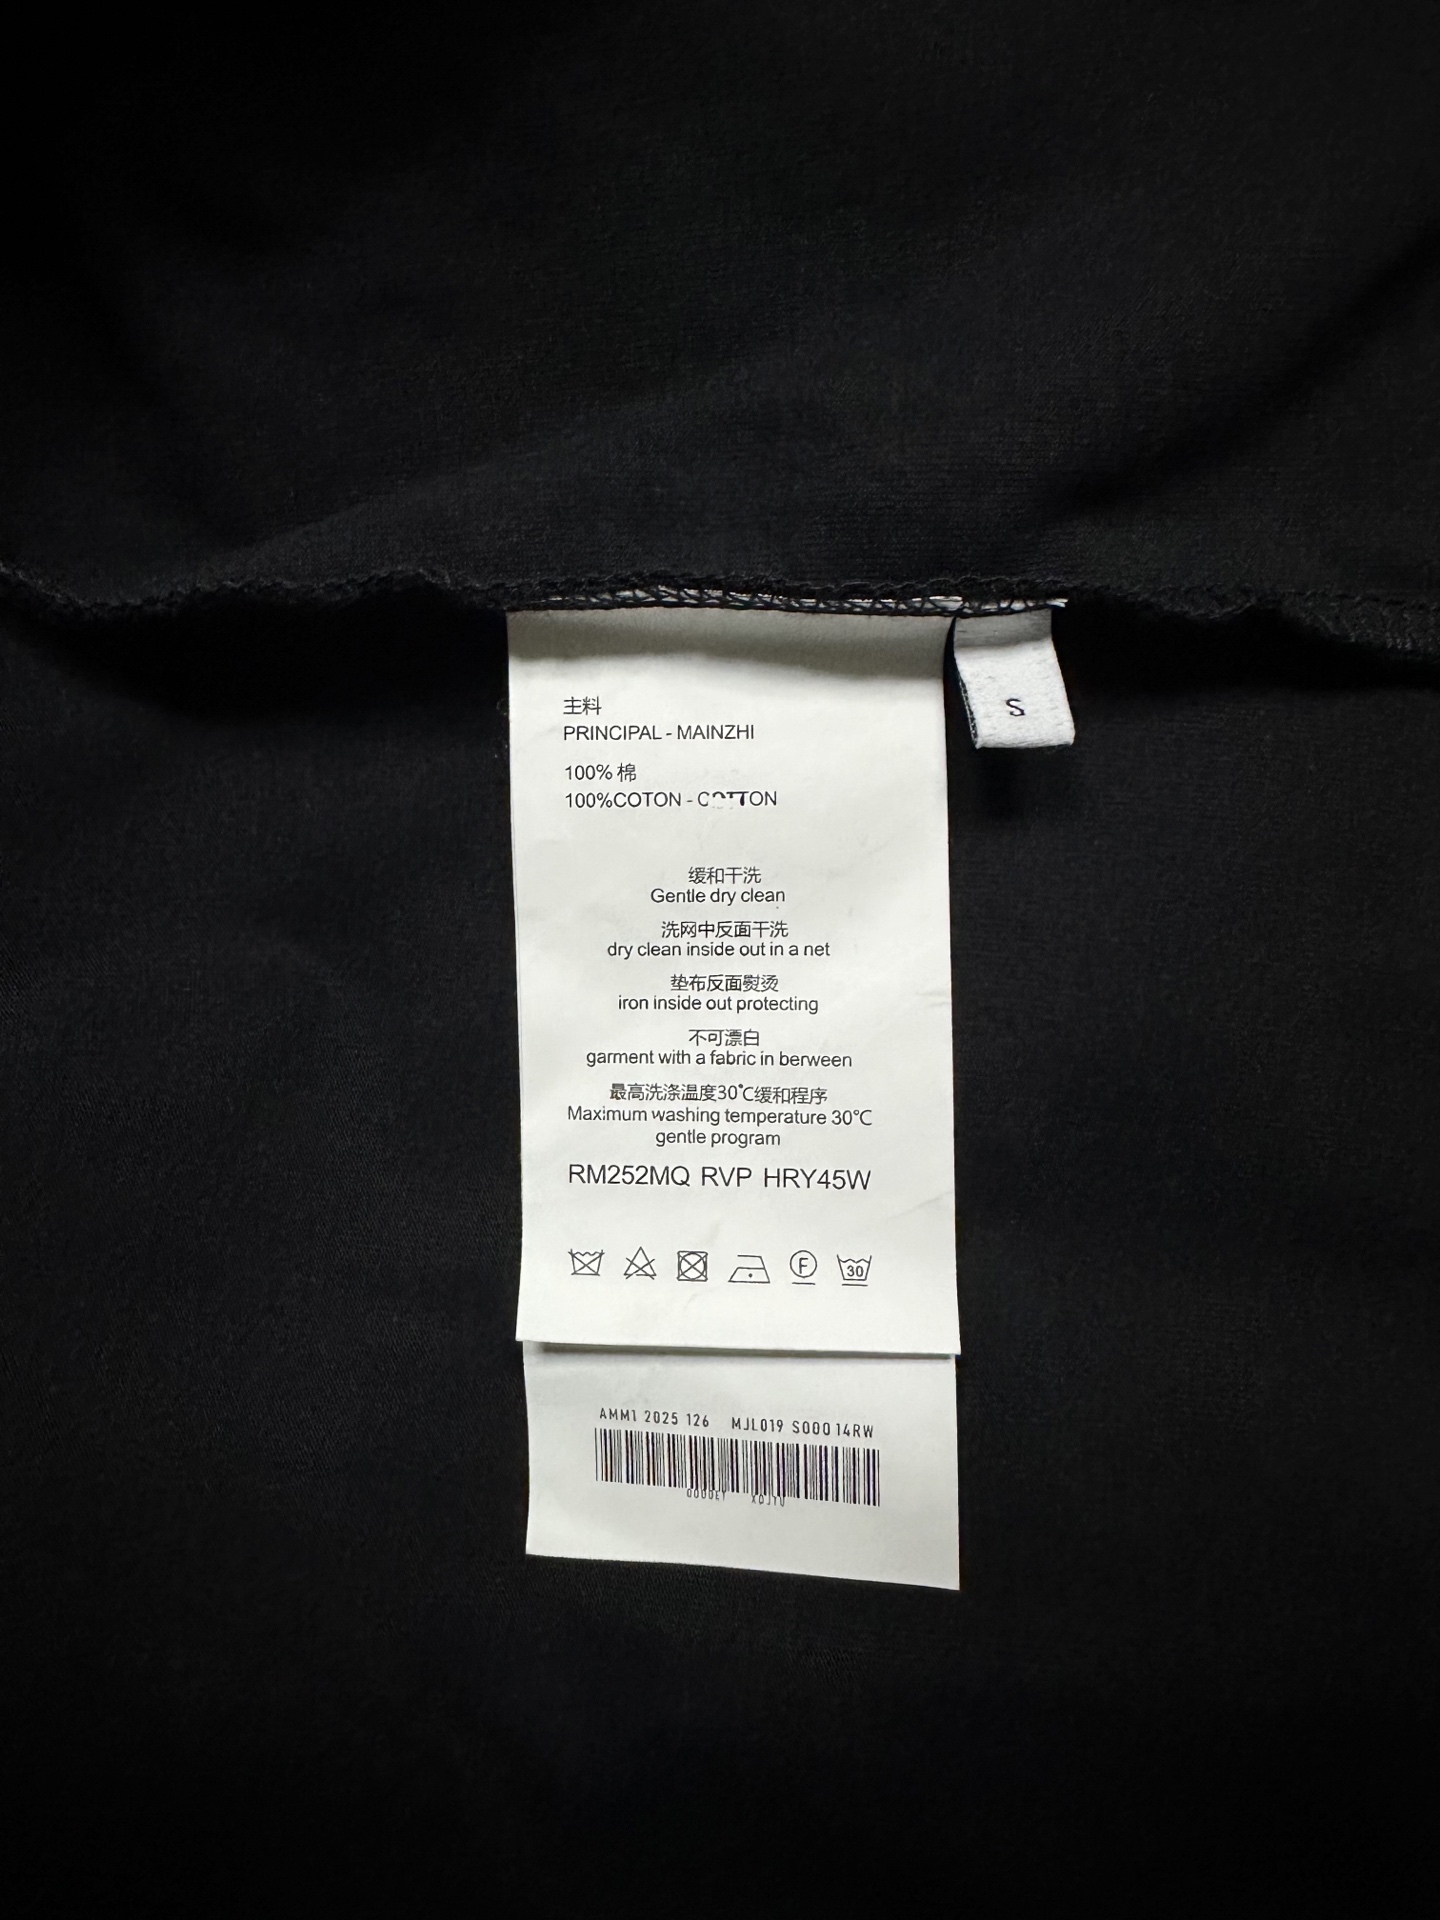 主料
PRINCIPAL - MAINZHI
100% 棉
100%COTON - COTTON
缓和干洗
Gentle dry clean
洗网中反面干洗
dry clean inside out in a net
垫布反面熨烫
iron inside out protecting
不可漂白
garment with a fabric in berween
最高洗涤温度30℃缓和程序
Maximum washing temperature 30℃
gentle program
RM252MQ RVP HRY45W
F
30
S
AMM1 2025 126 MJL019 S000 14RW